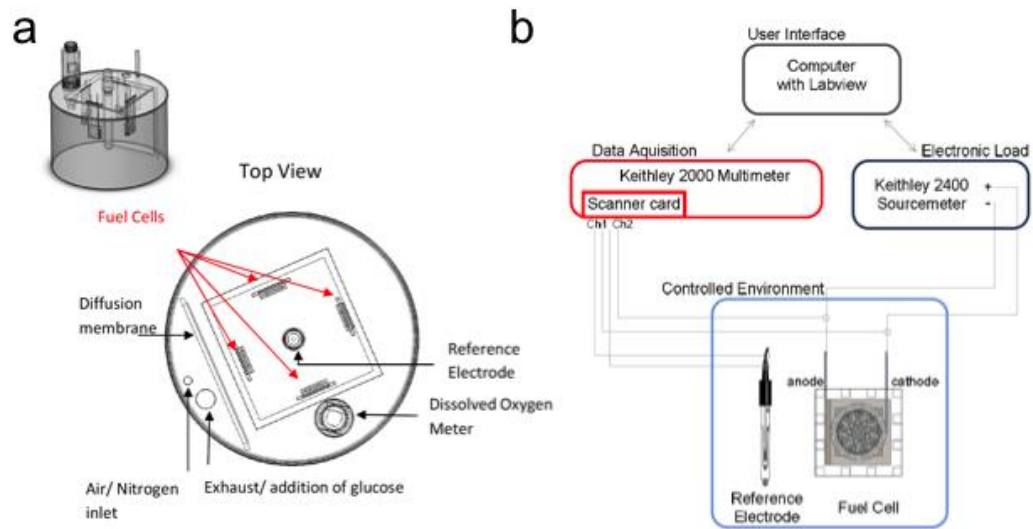 a
Top View
Fuel Cells
Diffusion
membrane
Reference
Electrode
Dissolved Oxygen
Meter
Air/ Nitrogen
inlet
Exhaust/ addition of glucose
b
User Interface
Computer
with Labview
Data Aquisition
Keithley 2000 Multimeter
Scanner card
Ch1 Ch2
Electronic Load
Keithley 2400 +
Sourcemeter -
Controlled Environment
anode
cathode
Reference
Electrode
Fuel Cell